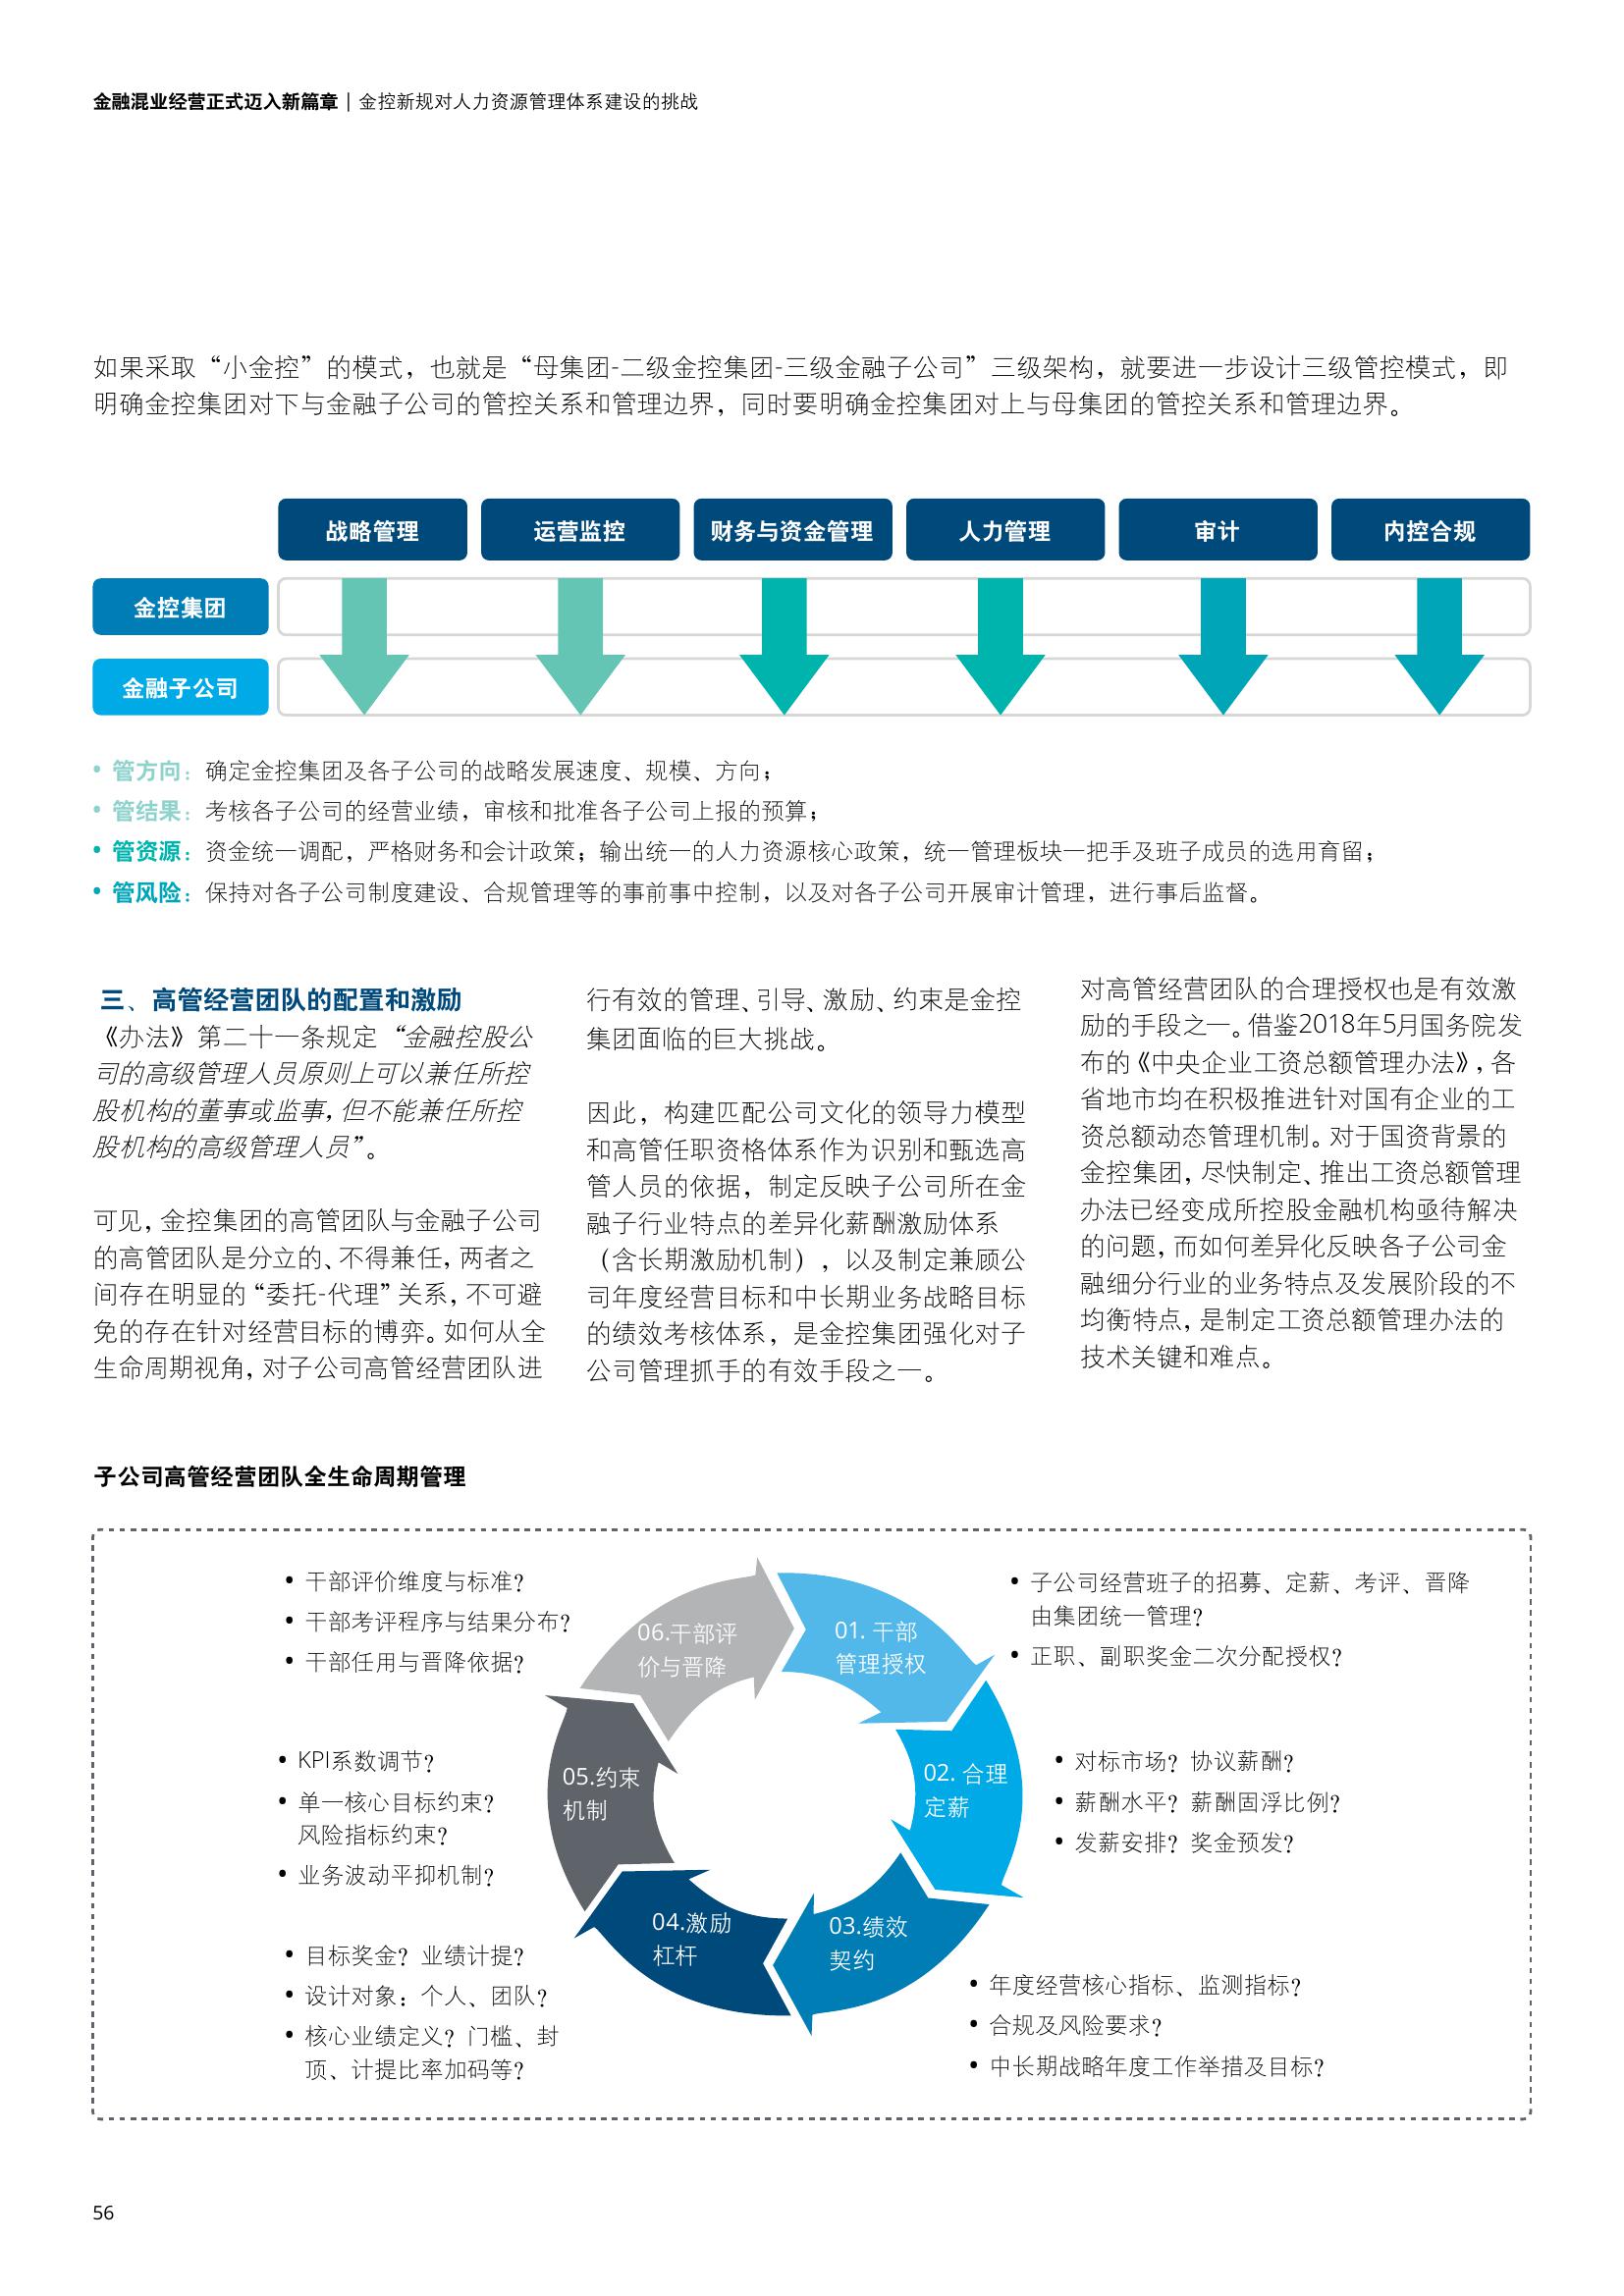 金融混业经营正式迈入新篇章 | 金控新规对人力资源管理体系建设的挑战
如果采取“小金控”的模式，也就是“母集团-二级金控集团-三级金融子公司”三级架构，就要进一步设计三级管控模式，即
明确金控集团对下与金融子公司的管控关系和管理边界，同时要明确金控集团对上与母集团的管控关系和管理边界。
战略管理
运营监控
财务与资金管理
人力管理
审计
内控合规
金控集团
金融子公司
• 管方向：确定金控集团及各子公司的战略发展速度、规模、方向；
• 管结果：考核各子公司的经营业绩，审核和批准各子公司上报的预算；
• 管资源：资金统一调配，严格财务和会计政策；输出统一的人力资源核心政策，统一管理板块一把手及班子成员的选用育留；
• 管风险：保持对各子公司制度建设、合规管理等的事前事中控制，以及对各子公司开展审计管理，进行事后监督。
三、高管经营团队的配置和激励
《办法》第二十一条规定“金融控股公
司的高级管理人员原则上可以兼任所控
股机构的董事或监事，但不能兼任所控
股机构的高级管理人员”。
可见，金控集团的高管团队与金融子公司
的高管团队是分立的、不得兼任，两者之
间存在明显的“委托-代理”关系，不可避
免的存在针对经营目标的博弈。如何从全
生命周期视角，对子公司高管经营团队进
行有效的管理、引导、激励、约束是金控
集团面临的巨大挑战。
因此，构建匹配公司文化的领导力模型
和高管任职资格体系作为识别和甄选高
管人员的依据，制定反映子公司所在金
融子行业特点的差异化薪酬激励体系
（含长期激励机制），以及制定兼顾公
司年度经营目标和中长期业务战略目标
的绩效考核体系，是金控集团强化对子
公司管理抓手的有效手段之一。
对高管经营团队的合理授权也是有效激
励的手段之一。借鉴2018年5月国务院发
布的《中央企业工资总额管理办法》，各
省地市均在积极推进针对国有企业的工
资总额动态管理机制。对于国资背景的
金控集团，尽快制定、推出工资总额管理
办法已经变成所控股金融机构亟待解决
的问题，而如何差异化反映各子公司金
融细分行业的业务特点及发展阶段的不
均衡特点，是制定工资总额管理办法的
技术关键和难点。
子公司高管经营团队全生命周期管理
01. 干部
管理授权
• 子公司经营班子的招募、定薪、考评、晋降
由集团统一管理？
• 正职、副职奖金二次分配授权？
02. 合理
定薪
• 对标市场？协议薪酬？
• 薪酬水平？薪酬固浮比例？
• 发薪安排？奖金预发？
03.绩效
契约
• 年度经营核心指标、监测指标？
• 合规及风险要求？
• 中长期战略年度工作举措及目标？
04.激励
杠杆
• 目标奖金？业绩计提？
• 设计对象：个人、团队？
• 核心业绩定义？门槛、封
顶、计提比率加码等？
05.约束
机制
• KPI系数调节？
• 单一核心目标约束？
风险指标约束？
• 业务波动平抑机制？
06.干部评
价与晋降
• 干部评价维度与标准？
• 干部考评程序与结果分布？
• 干部任用与晋降依据？
56